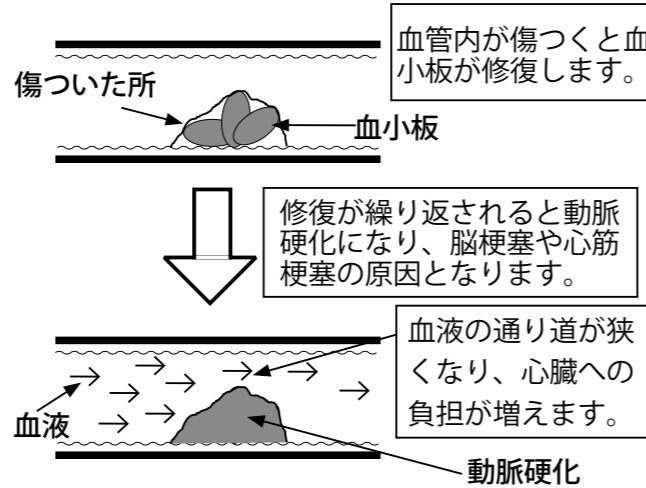 血管内が傷つくと血
小板が修復します。
傷ついた所
血小板
修復が繰り返されると動脈
硬化になり、脳梗塞や心筋
梗塞の原因となります。
血液の通り道が狭
くなり、心臓への
負担が増えます。
血液
動脈硬化